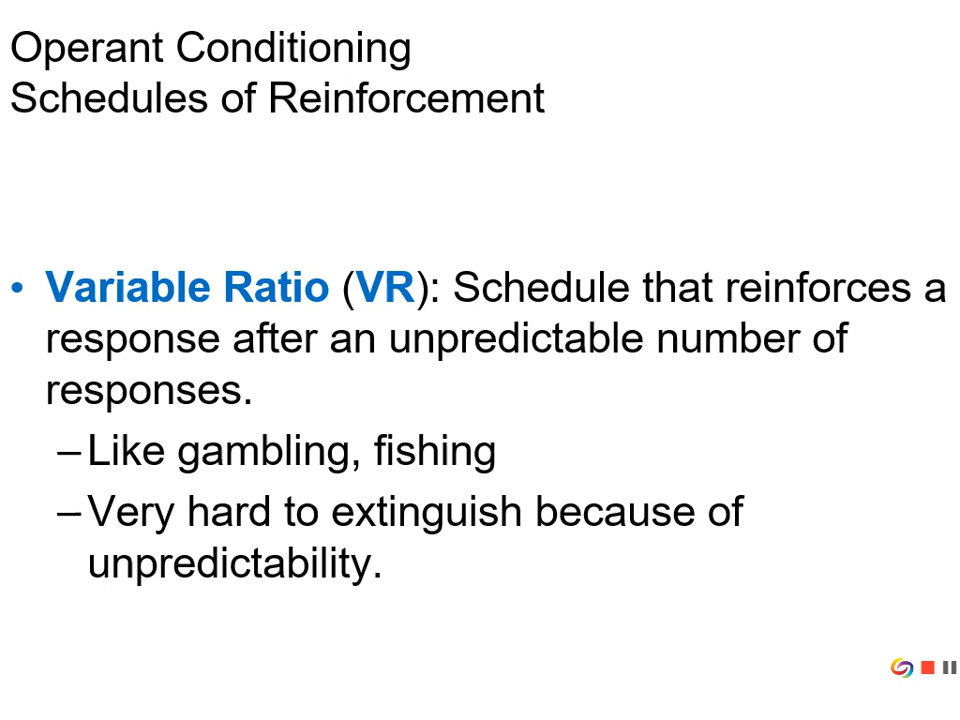 Operant Conditioning
Schedules of Reinforcement
• Variable Ratio (VR): Schedule that reinforces a
response after an unpredictable number of
responses.
–Like gambling, fishing
–Very hard to extinguish because of
unpredictability.